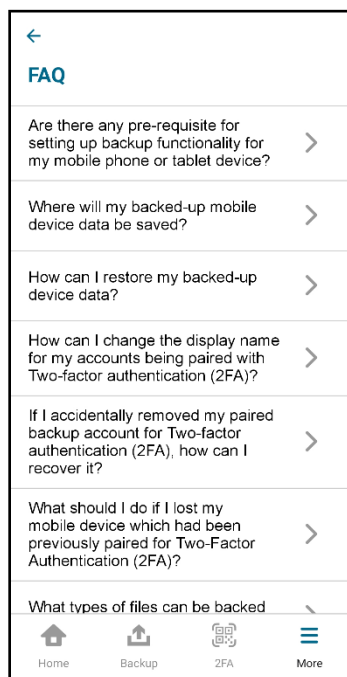 FAQ
Are there any pre-requisite for
setting up backup functionality for
my mobile phone or tablet device?
Where will my backed-up mobile
device data be saved?
How can I restore my backed-up
device data?
How can I change the display name
for my accounts being paired with
Two-factor authentication (2FA)?
If I accidentally removed my paired
backup account for Two-factor
authentication (2FA), how can I
recover it?
What should I do if I lost my
mobile device which had been
previously paired for Two-Factor
Authentication (2FA)?
What types of files can be backed
Home Backup 2FA More